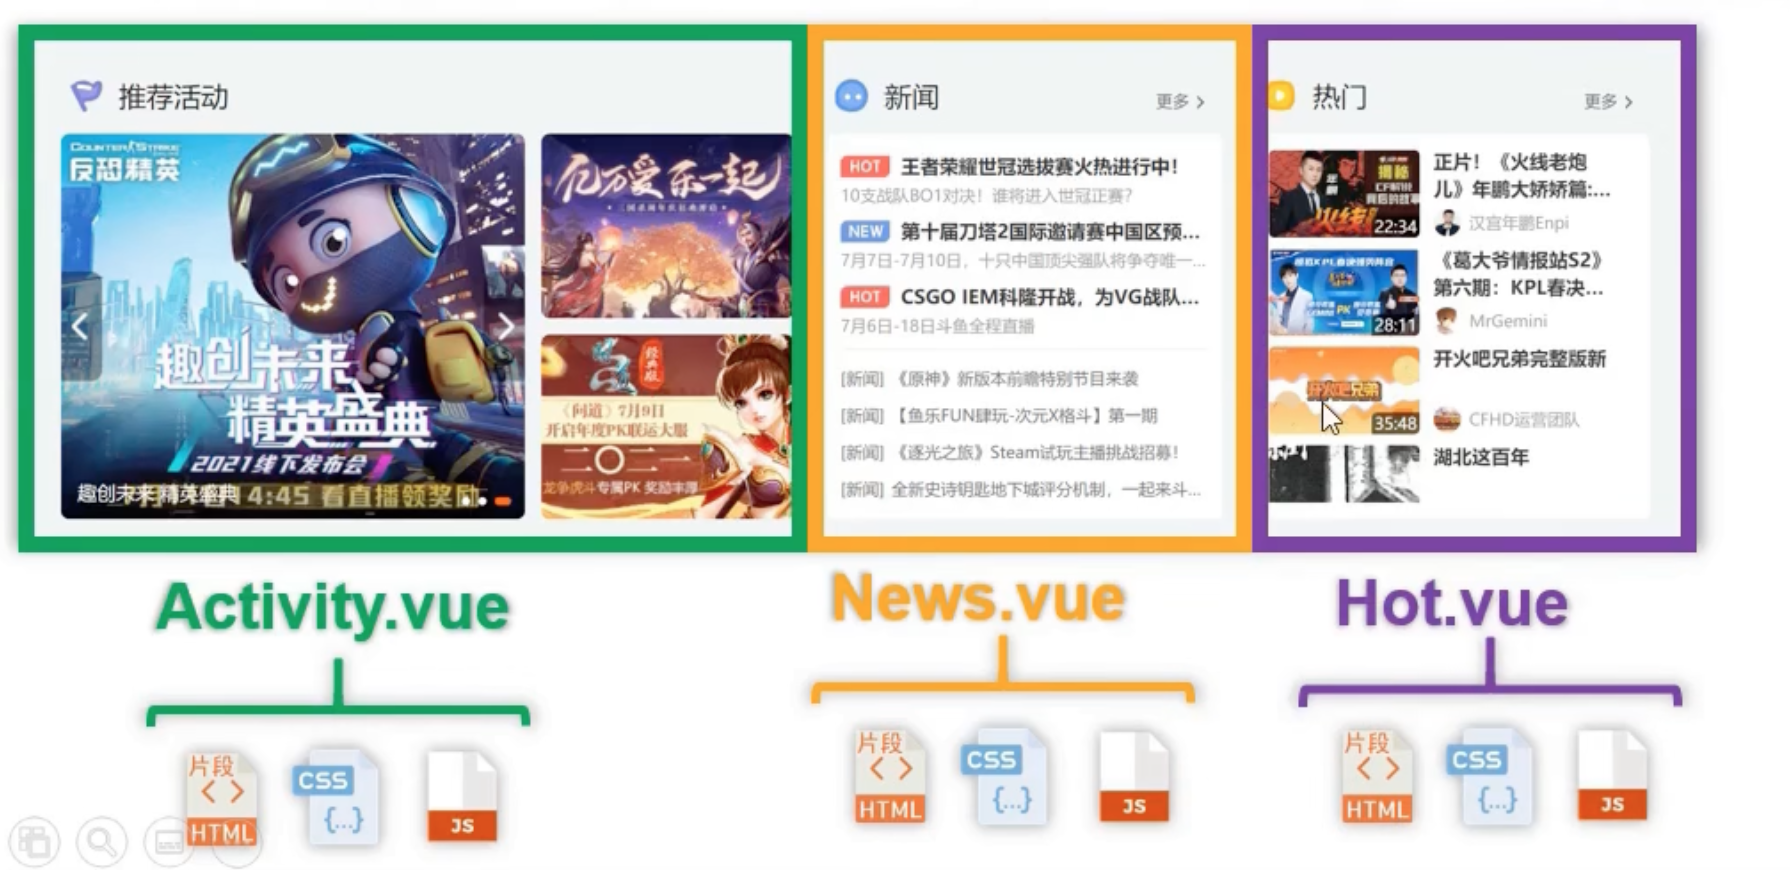 推荐活动
COUNTER STRIKE
反恐精英
趣创未来
精英盛典
2021线下发布会
趣创未来 精英盛典
4:45 看直播领奖励
亿万爱乐一起
经典版
《问道》7月9日
开启年度PK联运大服
二〇二一
龙争虎斗专属PK 奖励丰厚
新闻
更多 >
HOT 王者荣耀世冠选拔赛火热进行中！
10支战队BO1对决！谁将进入世冠正赛？
NEW 第十届刀塔2国际邀请赛中国区预...
7月7日-7月10日，十只中国顶尖强队将争夺唯一...
HOT CSGO IEM科隆开战，为VG战队...
7月6日-18日斗鱼全程直播
[新闻] 《原神》新版本前瞻特别节目来袭
[新闻] 【鱼乐FUN肆玩-次元X格斗】第一期
[新闻] 《逐光之旅》Steam试玩主播挑战招募！
[新闻] 全新史诗钥匙地下城评分机制，一起来斗...
热门
更多 >
揭秘
22:34
正片！《火线老炮
儿》年鹏大娇娇篇:...
汉宫年鹏Enpi
PK
28:11
《葛大爷情报站S2》
第六期：KPL春决...
MrGemini
开火吧兄弟
35:48
开火吧兄弟完整版新
CFHD运营团队
湖北这百年
Activity.vue
News.vue
Hot.vue
片段
<>
HTML
CSS
{...}
JS
片段
<>
HTML
CSS
{...}
JS
片段
<>
HTML
CSS
{...}
JS